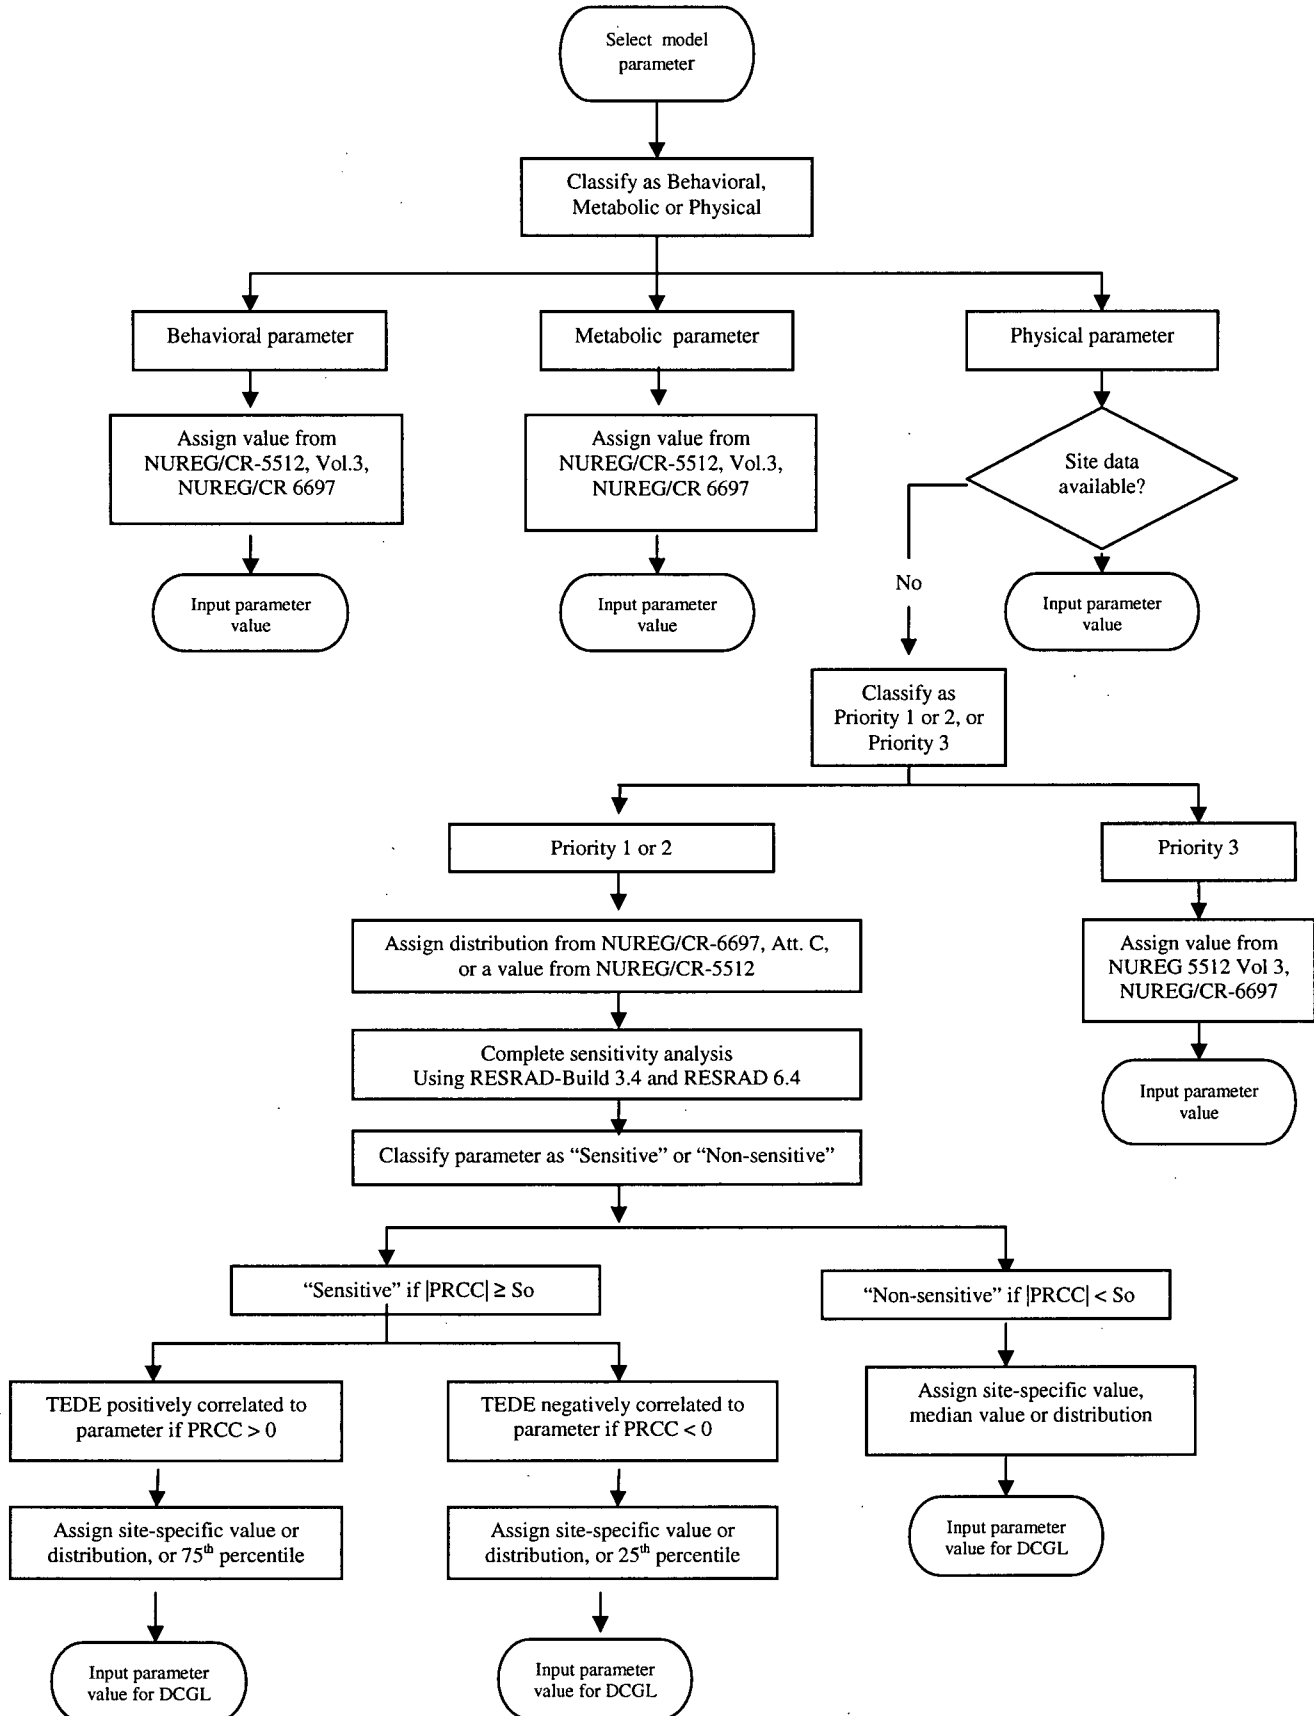 Select model
parameter
Classify as Behavioral,
Metabolic or Physical
Behavioral parameter
Metabolic parameter
Physical parameter
Assign value from
NUREG/CR-5512, Vol.3,
NUREG/CR 6697
Assign value from
NUREG/CR-5512, Vol.3,
NUREG/CR 6697
Site data
available?
Input parameter
value
Input parameter
value
No
Input parameter
value
Classify as
Priority 1 or 2, or
Priority 3
Priority 1 or 2
Priority 3
Assign distribution from NUREG/CR-6697, Att. C,
or a value from NUREG/CR-5512
Assign value from
NUREG 5512 Vol 3,
NUREG/CR-6697
Complete sensitivity analysis
Using RESRAD-Build 3.4 and RESRAD 6.4
Input parameter
value
Classify parameter as “Sensitive” or “Non-sensitive”
“Sensitive” if |PRCC| ≥ So
“Non-sensitive” if |PRCC| < So
TEDE positively correlated to
parameter if PRCC > 0
TEDE negatively correlated to
parameter if PRCC < 0
Assign site-specific value,
median value or distribution
Assign site-specific value or
distribution, or 75th percentile
Assign site-specific value or
distribution, or 25th percentile
Input parameter
value for DCGL
Input parameter
value for DCGL
Input parameter
value for DCGL